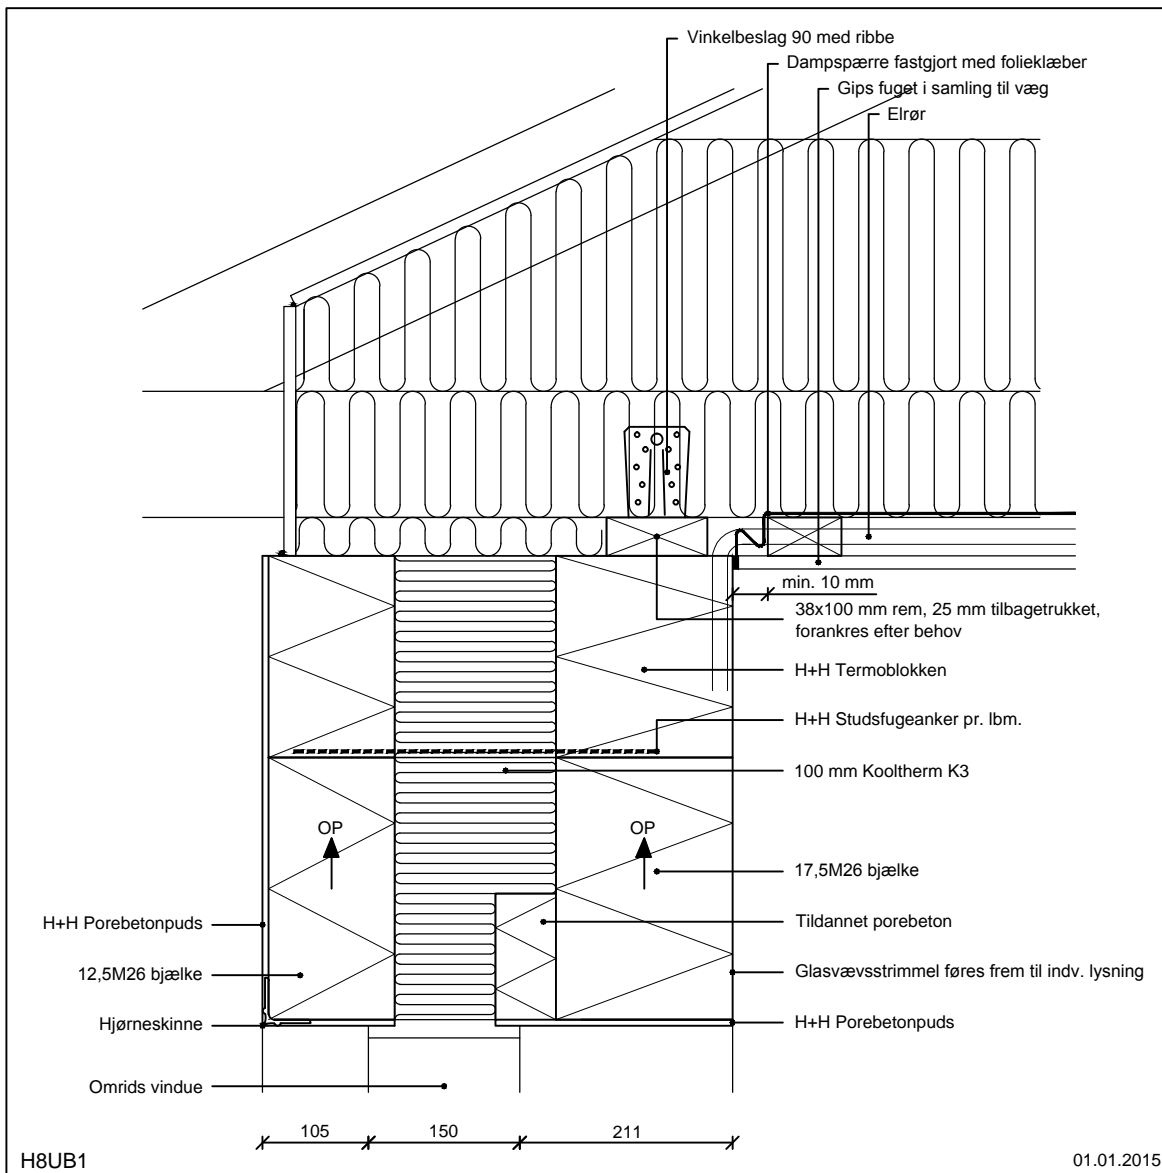 Vinkelbeslag 90 med ribbe
Dampspærre fastgjort med folieklæber
Gips fuget i samling til væg
Elrør
min. 10 mm
38x100 mm rem, 25 mm tilbagetrukket,
forankres efter behov
H+H Termoblokken
H+H Studsfugeanker pr. lbm.
100 mm Kooltherm K3
OP
OP
17,5M26 bjælke
H+H Porebetonpuds
Tildannet porebeton
12,5M26 bjælke
Glasvævsstrimmel føres frem til indv. lysning
Hjørneskinne
H+H Porebetonpuds
Omrids vindue
105
150
211
H8UB1
01.01.2015